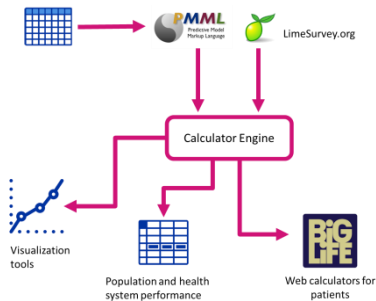 PMML
Predictive Model
Markup Language
LimeSurvey.org
Calculator Engine
Visualization
tools
Population and health
system performance
BiG
LIFE
Web calculators for
patients